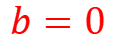 b = 0